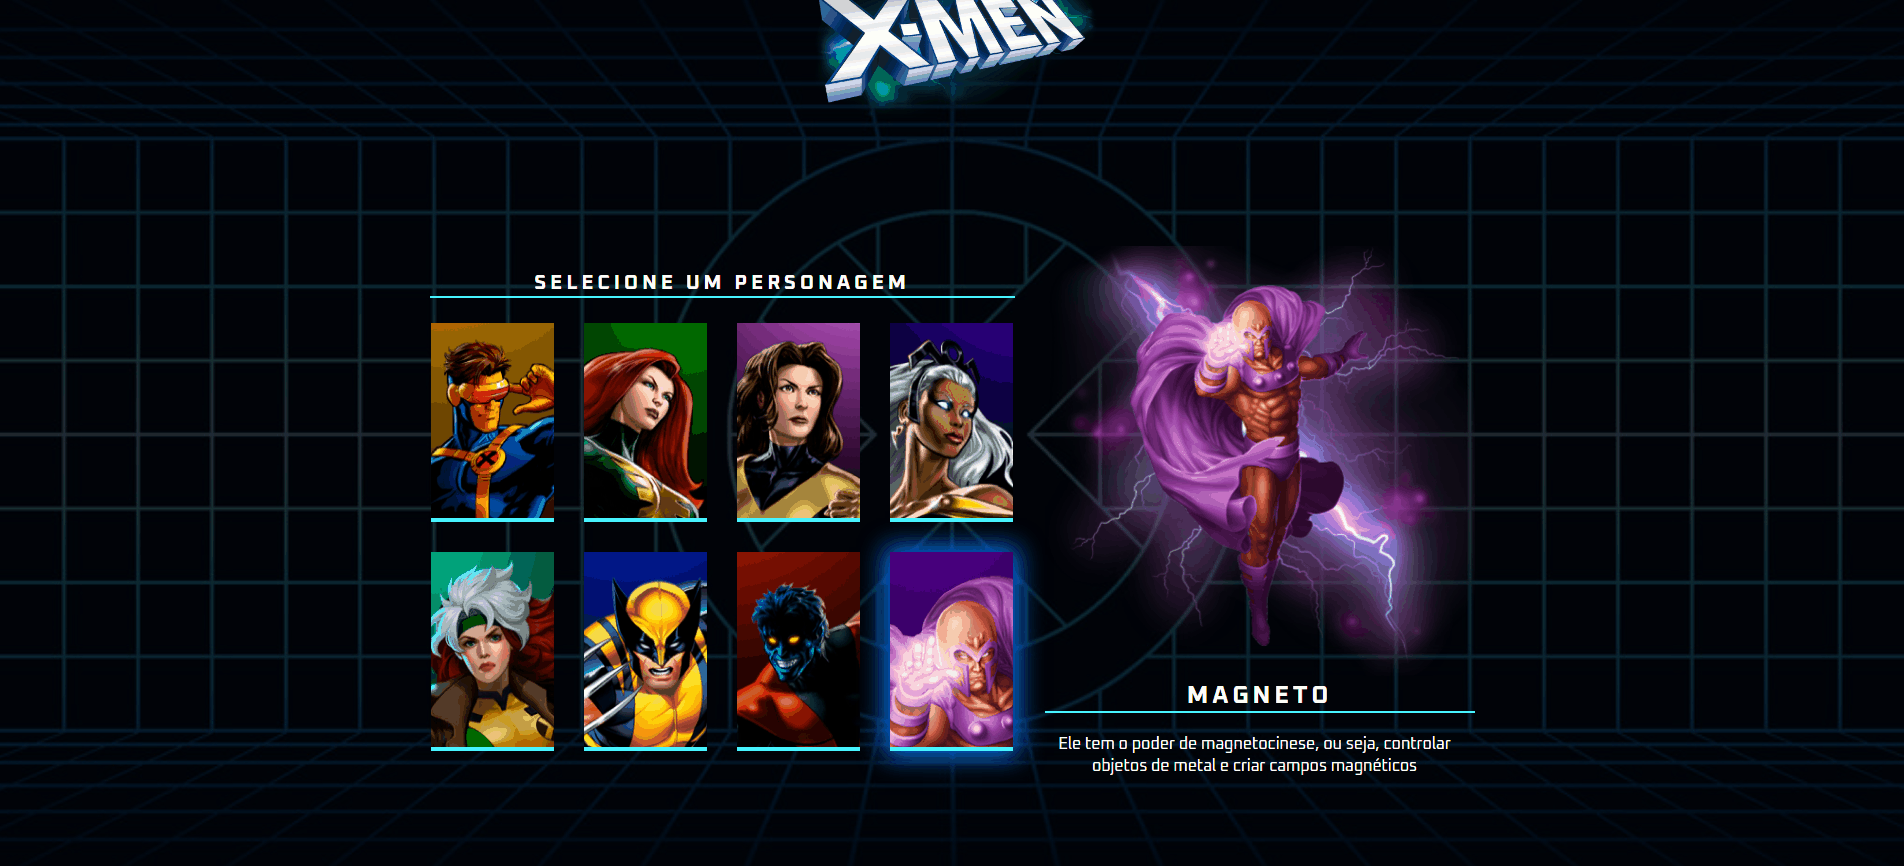 X-MEN
SELECIONE UM PERSONAGEM
MAGNETO
Ele tem o poder de magnetocinese, ou seja, controlar
objetos de metal e criar campos magnéticos